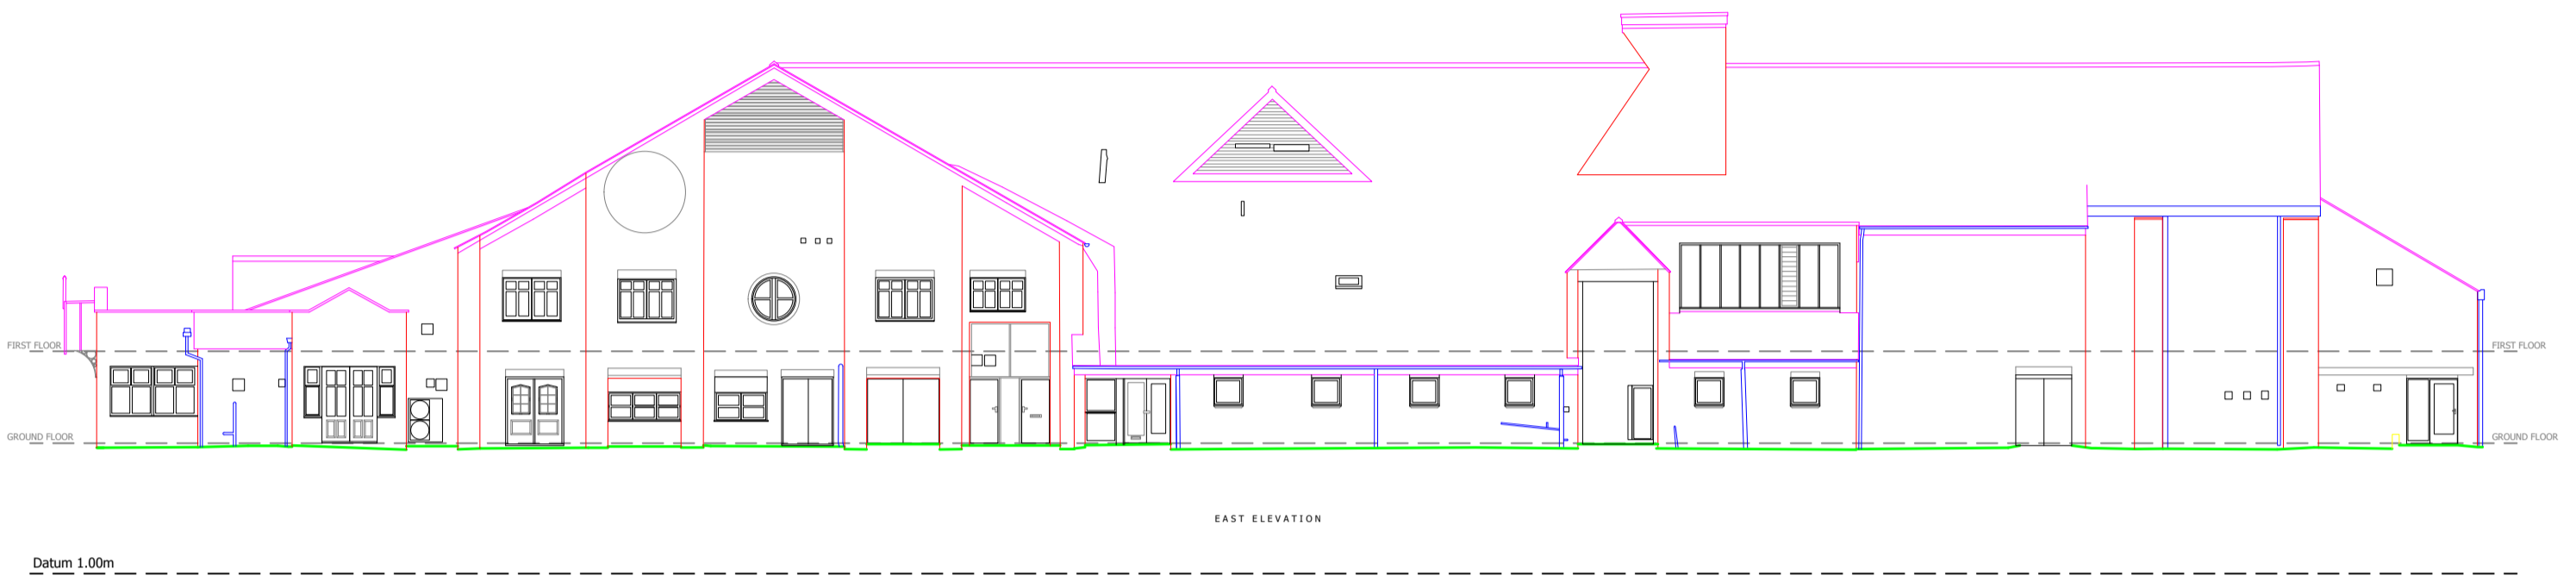 FIRST FLOOR
FIRST FLOOR
GROUND FLOOR
GROUND FLOOR
EAST ELEVATION
Datum 1.00m